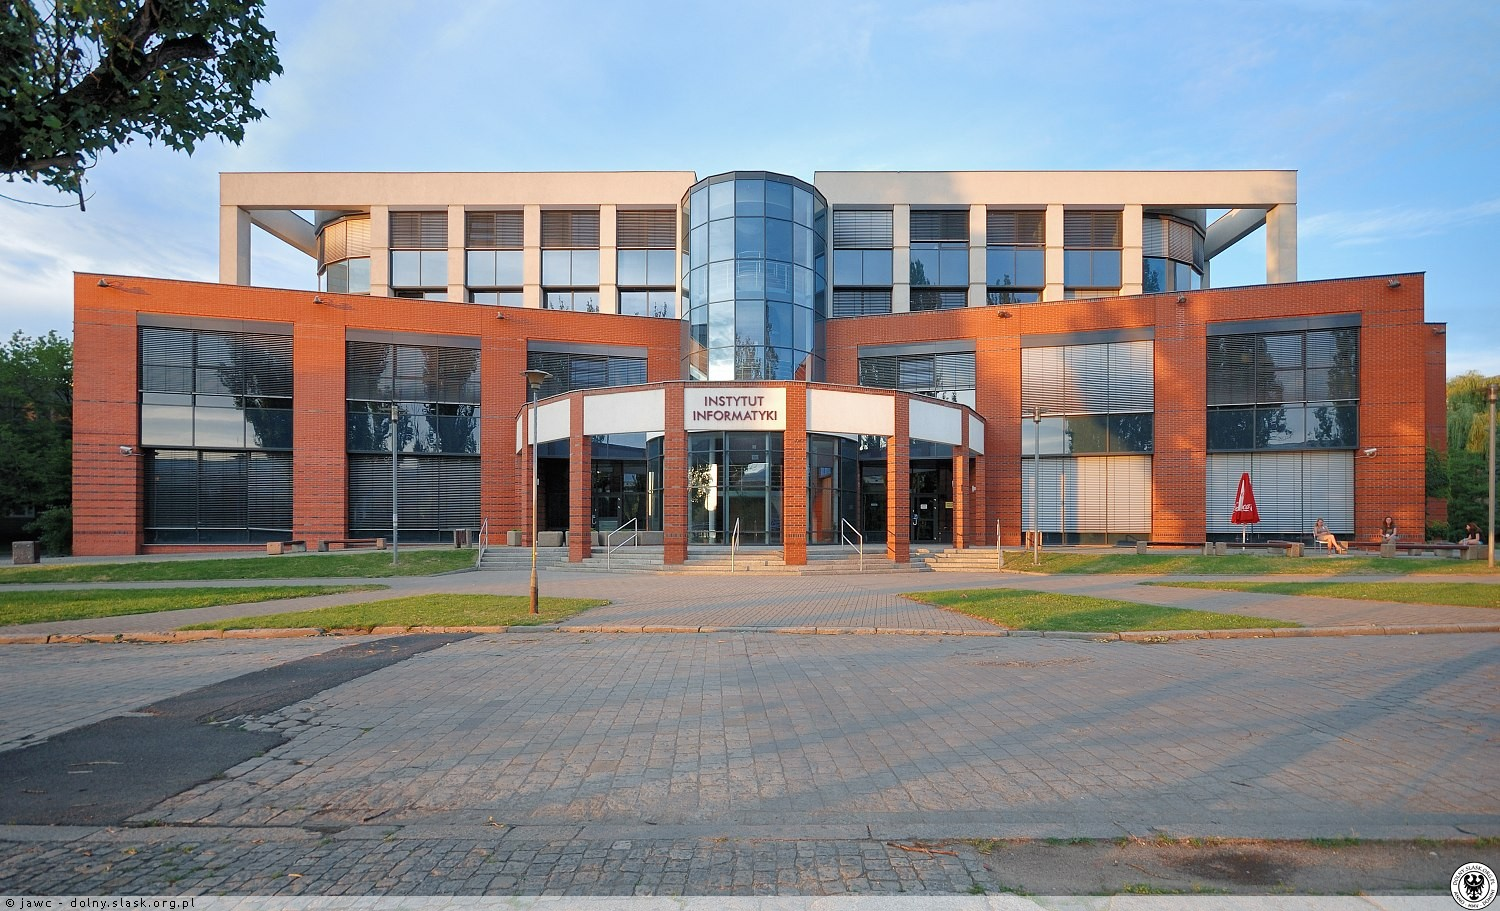 INSTYTUT
INFORMATYKI
© jawc - dolny.slask.org.pl